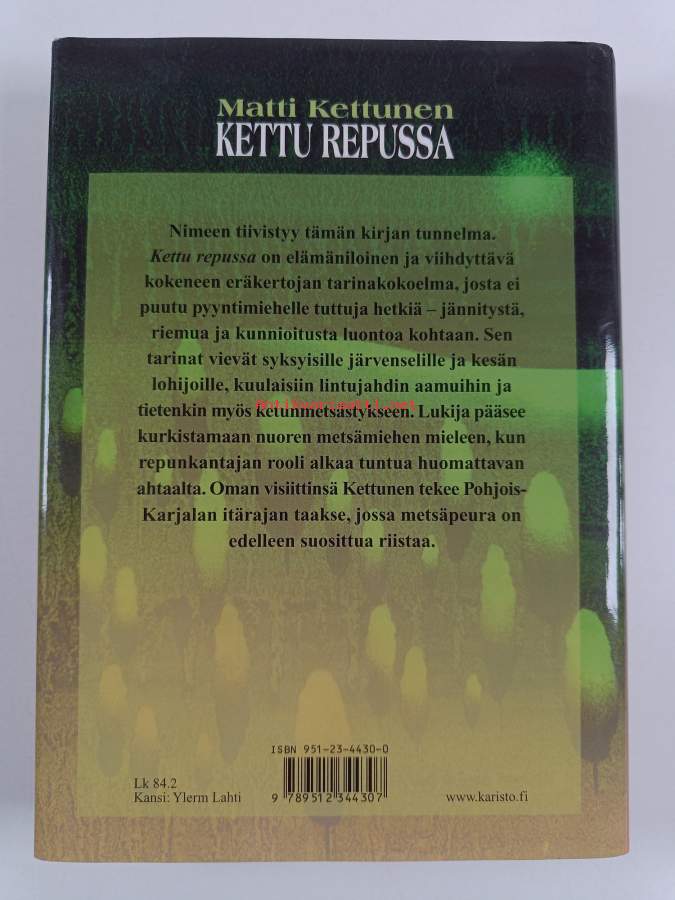 Matti Kettunen
KETTU REPUSSA
Nimeen tiivistyy tämän kirjan tunnelma.
Kettu repussa on elämäniloinen ja viihdyttävä
kokeneen eräkertojan tarinakokoelma, josta ei
puutu pyyntimiehelle tuttuja hetkiä – jännitystä,
riemua ja kunnioitusta luontoa kohtaan. Sen
tarinat vievät syksyisille järvenselille ja kesän
lohijoille, kuulaisiin lintujahdin aamuihin ja
tietenkin myös ketunmetsästykseen. Lukija pääsee
kurkistamaan nuoren metsämiehen mieleen, kun
repunkantajan rooli alkaa tuntua huomattavan
ahtaalta. Oman visiittinsä Kettunen tekee Pohjois-
Karjalan itärajan taakse, jossa metsäpeura on
edelleen suosittua riistaa.
ISBN 951-23-4430-0
Lk 84.2
Kansi: Ylerm Lahti
9 789512 344307
www.karisto.fi